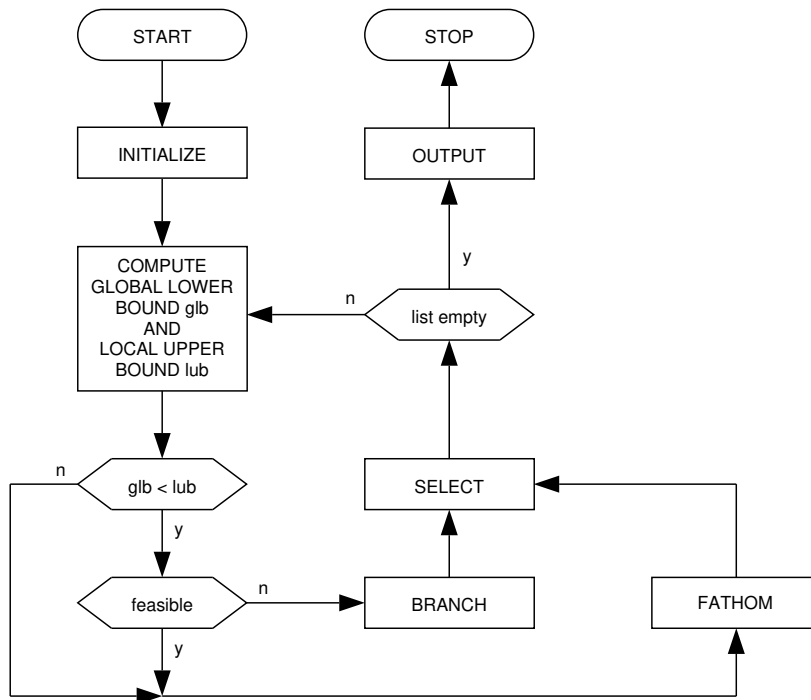 START
STOP
INITIALIZE
OUTPUT
y
COMPUTE
GLOBAL LOWER
BOUND glb
AND
LOCAL UPPER
BOUND lub
n
list empty
n
glb < lub
SELECT
y
feasible
n
BRANCH
FATHOM
y